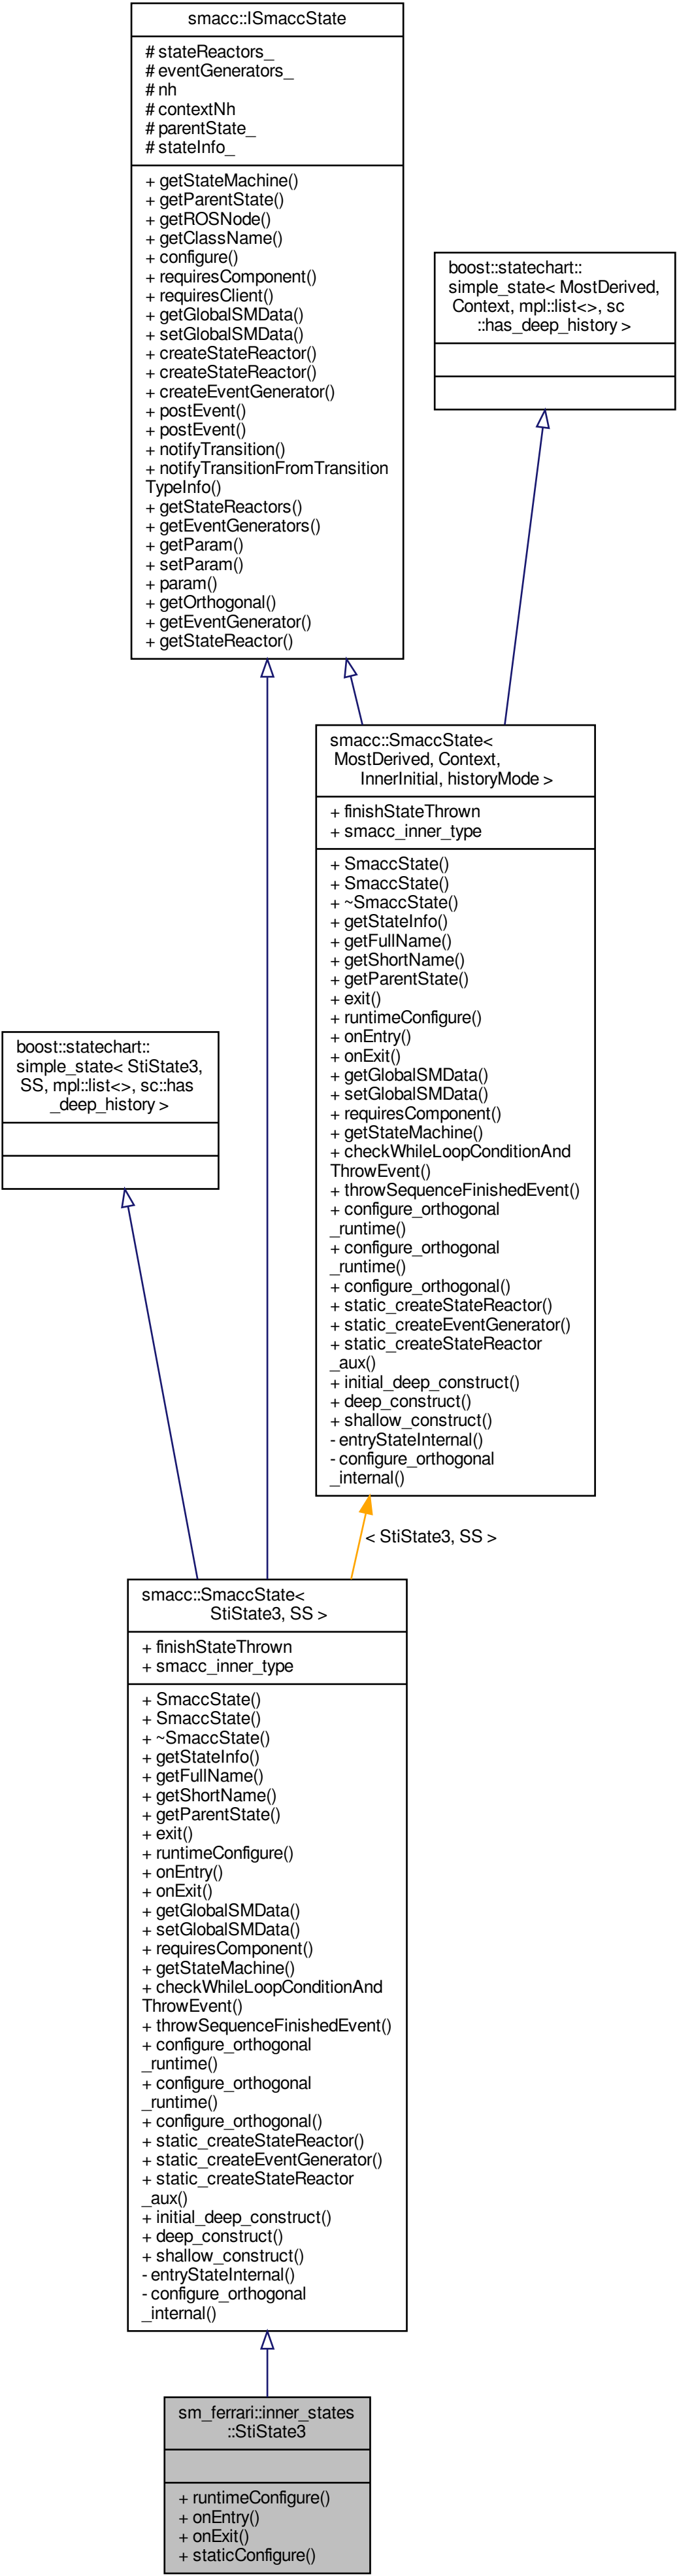 smacc::ISmaccState
# stateReactors_
# eventGenerators_
# nh
# contextNh
# parentState_
# stateInfo_
+ getStateMachine()
+ getParentState()
+ getROSNode()
+ getClassName()
+ configure()
+ requiresComponent()
+ requiresClient()
+ getGlobalSMData()
+ setGlobalSMData()
+ createStateReactor()
+ createStateReactor()
+ createEventGenerator()
+ postEvent()
+ postEvent()
+ notifyTransition()
+ notifyTransitionFromTransition
TypeInfo()
+ getStateReactors()
+ getEventGenerators()
+ getParam()
+ setParam()
+ param()
+ getOrthogonal()
+ getEventGenerator()
+ getStateReactor()
boost::statechart::
simple_state< MostDerived,
Context, mpl::list<>, sc
::has_deep_history >
smacc::SmaccState<
MostDerived, Context,
InnerInitial, historyMode >
+ finishStateThrown
+ smacc_inner_type
+ SmaccState()
+ SmaccState()
+ ~SmaccState()
+ getStateInfo()
+ getFullName()
+ getShortName()
+ getParentState()
+ exit()
+ runtimeConfigure()
+ onEntry()
+ onExit()
+ getGlobalSMData()
+ setGlobalSMData()
+ requiresComponent()
+ getStateMachine()
+ checkWhileLoopConditionAnd
ThrowEvent()
+ throwSequenceFinishedEvent()
+ configure_orthogonal
_runtime()
+ configure_orthogonal
_runtime()
+ configure_orthogonal()
+ static_createStateReactor()
+ static_createEventGenerator()
+ static_createStateReactor
_aux()
+ initial_deep_construct()
+ deep_construct()
+ shallow_construct()
- entryStateInternal()
- configure_orthogonal
_internal()
boost::statechart::
simple_state< StiState3,
SS, mpl::list<>, sc::has
_deep_history >
< StiState3, SS >
smacc::SmaccState<
StiState3, SS >
+ finishStateThrown
+ smacc_inner_type
+ SmaccState()
+ SmaccState()
+ ~SmaccState()
+ getStateInfo()
+ getFullName()
+ getShortName()
+ getParentState()
+ exit()
+ runtimeConfigure()
+ onEntry()
+ onExit()
+ getGlobalSMData()
+ setGlobalSMData()
+ requiresComponent()
+ getStateMachine()
+ checkWhileLoopConditionAnd
ThrowEvent()
+ throwSequenceFinishedEvent()
+ configure_orthogonal
_runtime()
+ configure_orthogonal
_runtime()
+ configure_orthogonal()
+ static_createStateReactor()
+ static_createEventGenerator()
+ static_createStateReactor
_aux()
+ initial_deep_construct()
+ deep_construct()
+ shallow_construct()
- entryStateInternal()
- configure_orthogonal
_internal()
sm_ferrari::inner_states
::StiState3
+ runtimeConfigure()
+ onEntry()
+ onExit()
+ staticConfigure()